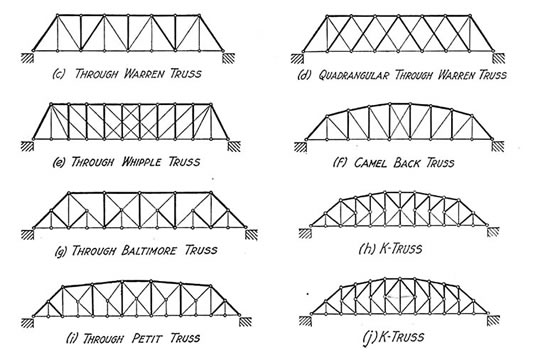 (c) THROUGH WARREN TRUSS
(d) QUADRANGULAR THROUGH WARREN TRUSS
(e) THROUGH WHIPPLE TRUSS
(f) CAMEL BACK TRUSS
(g) THROUGH BALTIMORE TRUSS
(h) K-TRUSS
(i) THROUGH PETIT TRUSS
(j) K-TRUSS